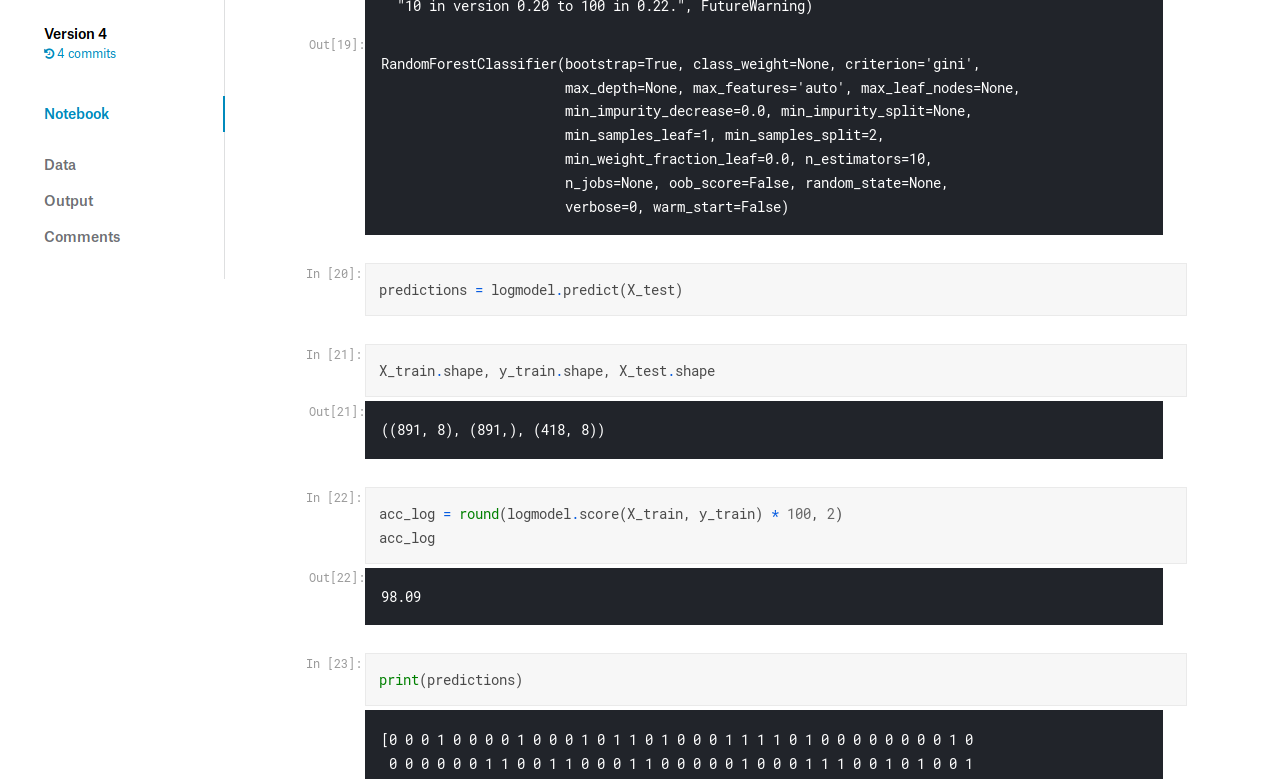 "10 in version 0.20 to 100 in 0.22.", FutureWarning)
Version 4
4 commits
Notebook
Data
Output
Comments
Out[19]:
RandomForestClassifier(bootstrap=True, class_weight=None, criterion='gini',
max_depth=None, max_features='auto', max_leaf_nodes=None,
min_impurity_decrease=0.0, min_impurity_split=None,
min_samples_leaf=1, min_samples_split=2,
min_weight_fraction_leaf=0.0, n_estimators=10,
n_jobs=None, oob_score=False, random_state=None,
verbose=0, warm_start=False)
In [20]:
predictions = logmodel.predict(X_test)
In [21]:
X_train.shape, y_train.shape, X_test.shape
Out[21]:
((891, 8), (891,), (418, 8))
In [22]:
acc_log = round(logmodel.score(X_train, y_train) * 100, 2)
acc_log
Out[22]:
98.09
In [23]:
print(predictions)
[0 0 0 1 0 0 0 0 1 0 0 0 1 0 1 1 0 1 0 0 0 1 1 1 1 0 1 0 0 0 0 0 0 0 0 1 0
0 0 0 0 0 0 1 1 0 0 1 1 0 0 0 1 1 0 0 0 0 0 1 0 0 0 1 1 1 0 0 1 0 1 0 0 1